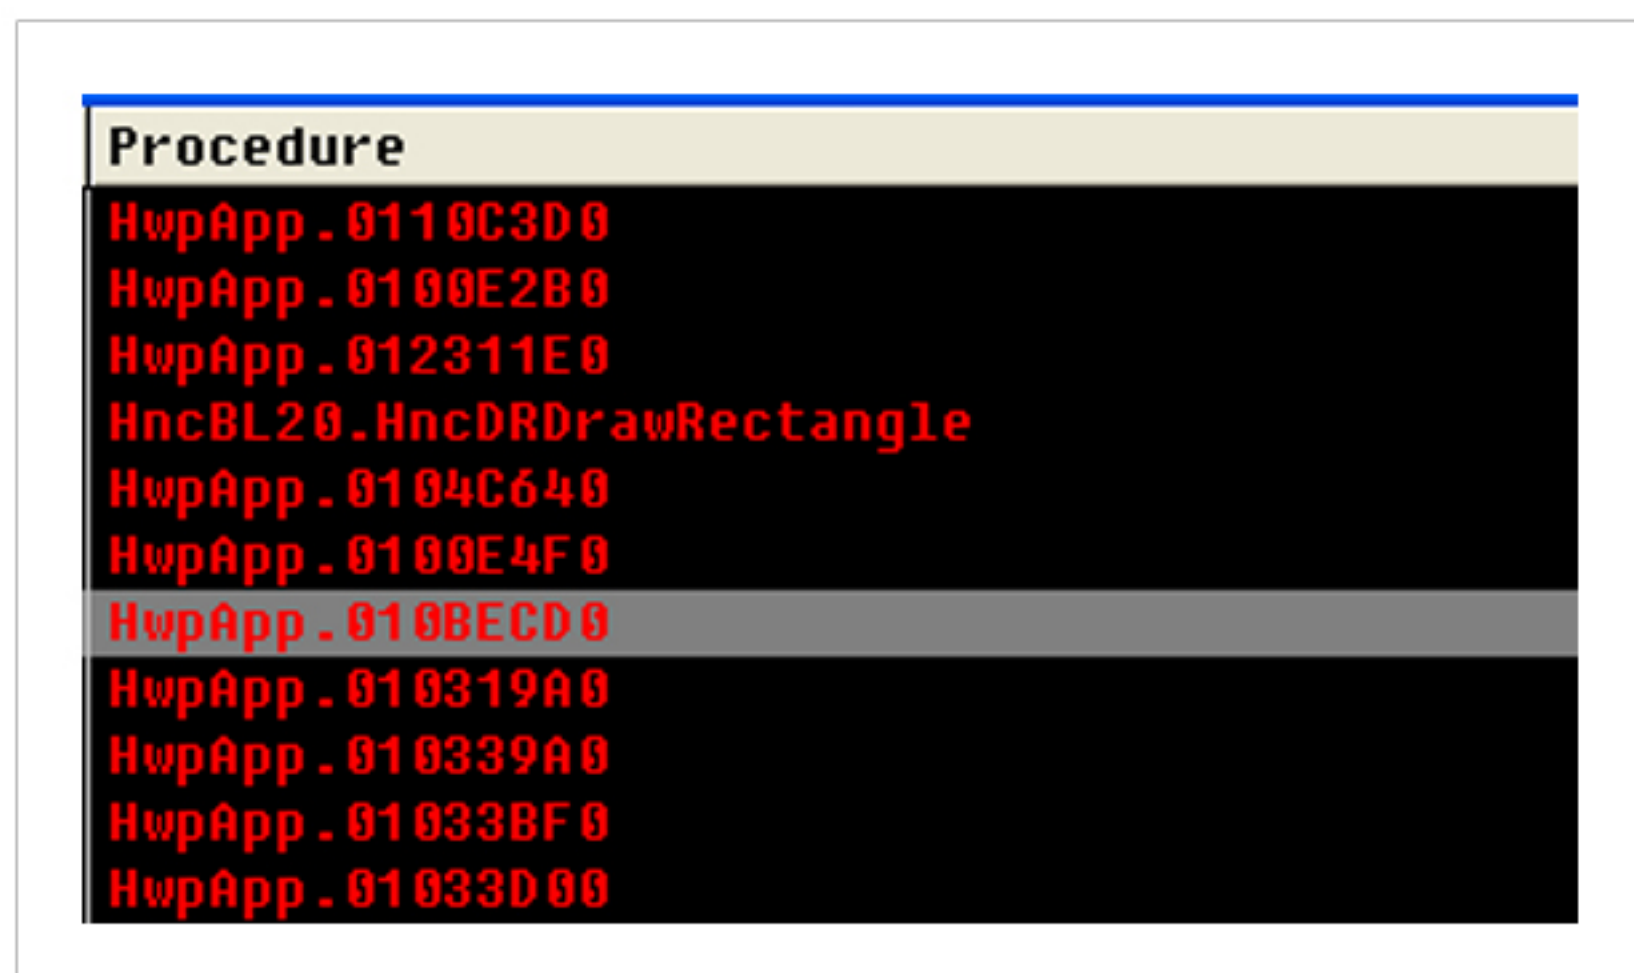 Procedure
HwpApp.0110C3D0
HwpApp.0100E2B0
HwpApp.012311E0
HncBL20.HncDRDrawRectangle
HwpApp.0104C640
HwpApp.0100E4F0
HwpApp.010BECD0
HwpApp.010319A0
HwpApp.010339A0
HwpApp.01033BF0
HwpApp.01033D00